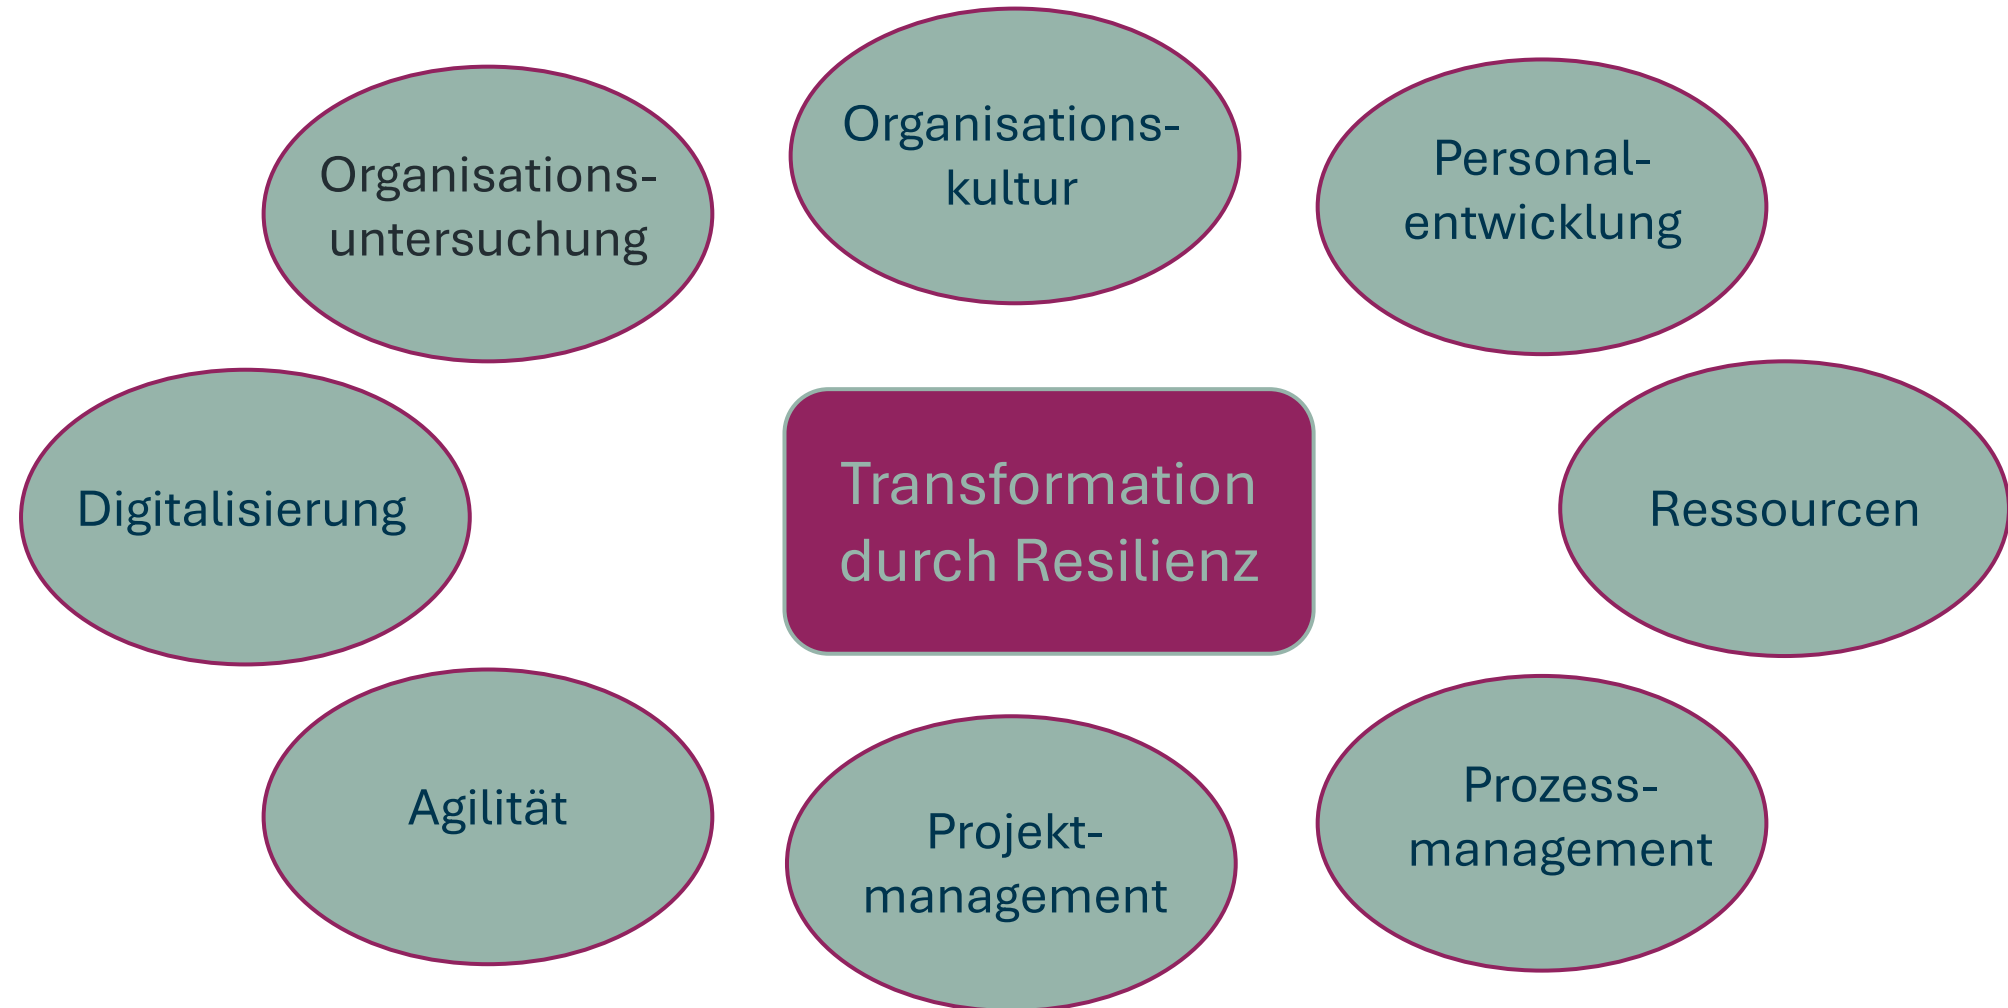 Organisations-
kultur
Organisations-
untersuchung
Personal-
entwicklung
Digitalisierung
Transformation
durch Resilienz
Ressourcen
Agilität
Projekt-
management
Prozess-
management